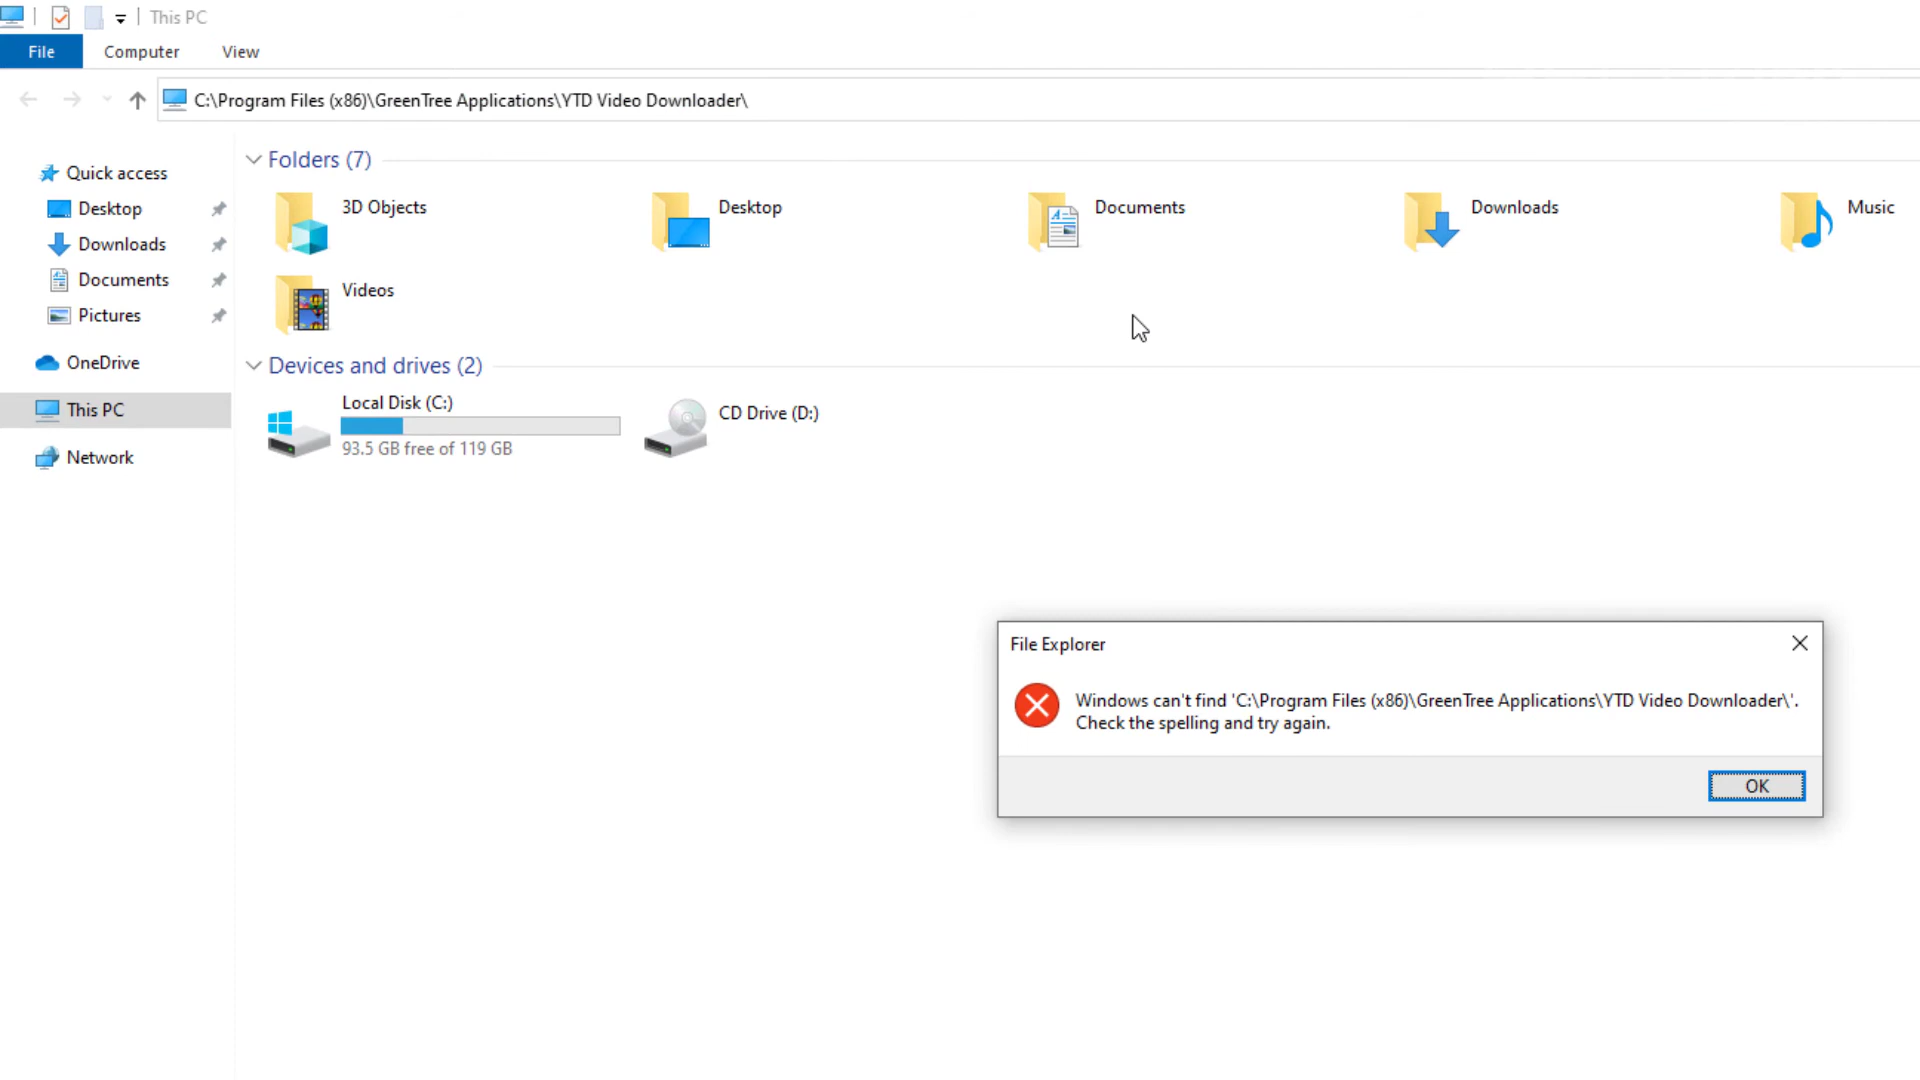 This PC
File Computer View
C:\Program Files (x86)\GreenTree Applications\YTD Video Downloader\
Quick access
Desktop
Downloads
Documents
Pictures
OneDrive
This PC
Network
Folders (7)
3D Objects
Desktop
Documents
Downloads
Music
Videos
Devices and drives (2)
Local Disk (C:)
93.5 GB free of 119 GB
CD Drive (D:)
File Explorer
Windows can't find 'C:\Program Files (x86)\GreenTree Applications\YTD Video Downloader\'.
Check the spelling and try again.
OK